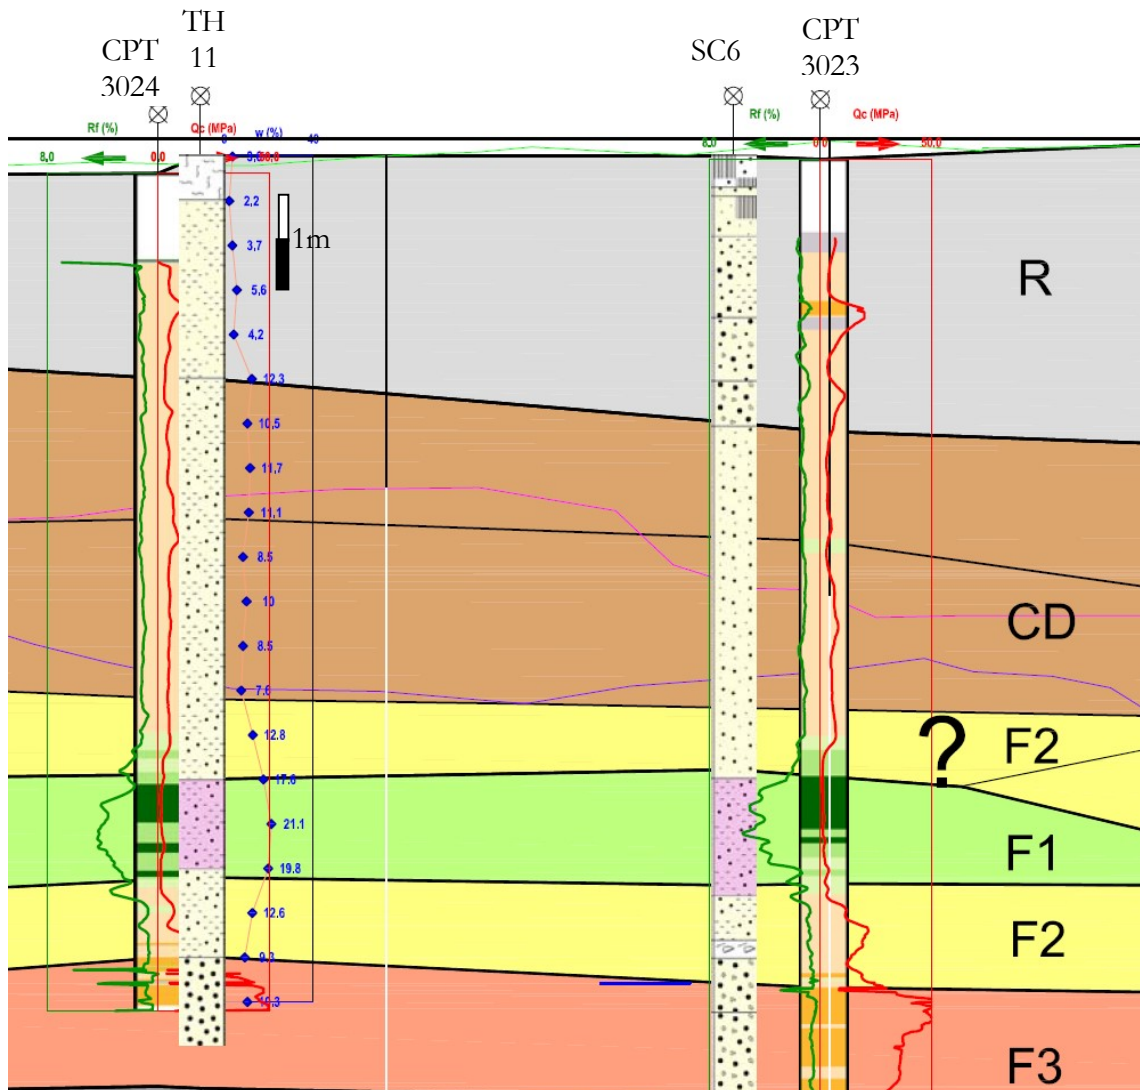 TH
11
CPT
3024
SC6
CPT
3023
Rf (%)
Qc (MPa)
w (%)
Rf (%)
Qc (MPa)
8,0
0.0
40
8,0
50,0
2,2
3,7
1m
5,6
4,2
12.3
10,5
11,7
11,1
8.5
10
8.5
7.6
12.8
17.6
21.1
19.8
12.6
9.3
R
CD
F2
?
F1
F2
F3